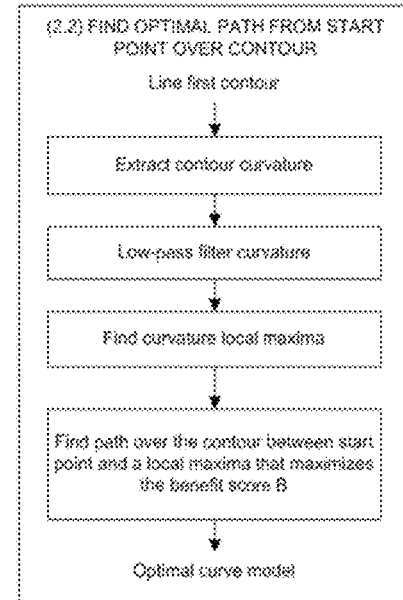 (2.2) FIND OPTIMAL PATH FROM START
POINT OVER CONTOUR
Line first contour
Extract contour curvature
Low-pass filter curvature
Find curvature local maxima
Find path over the contour between start
point and a local maxima that maximizes
the benefit score B
Optimal curve model